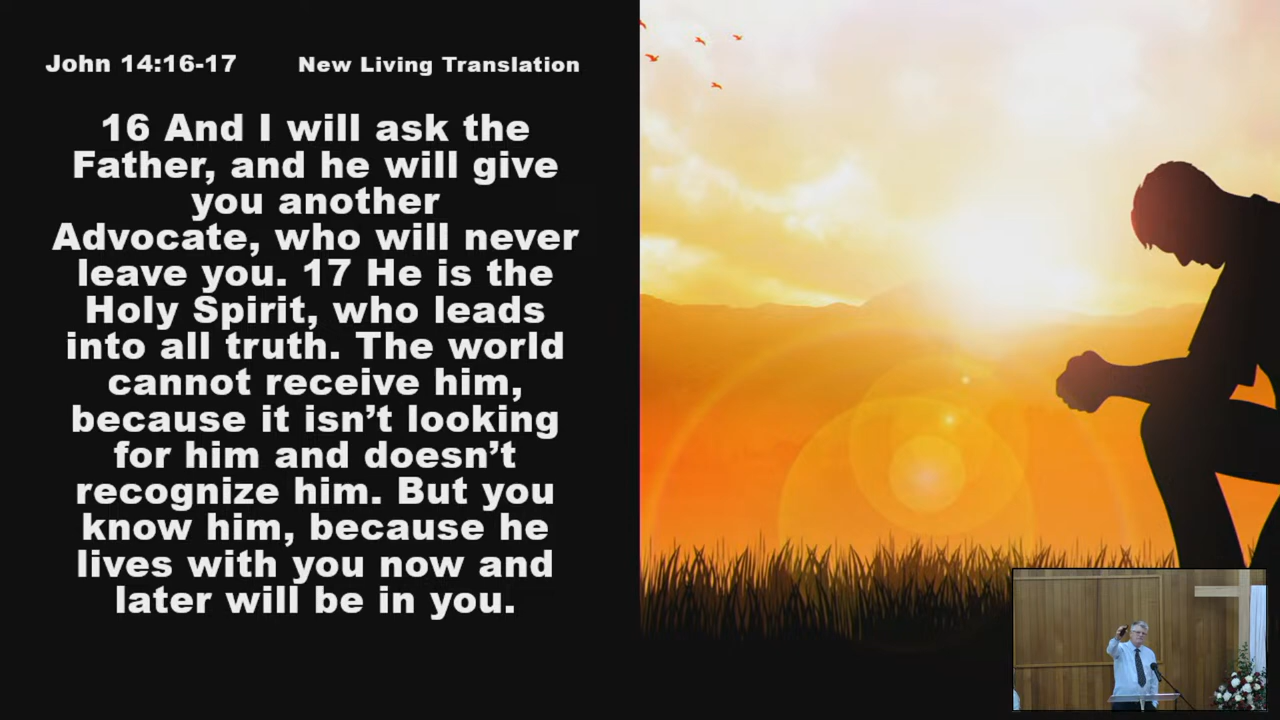 John 14:16-17 New Living Translation
16 And I will ask the
Father, and he will give
you another
Advocate, who will never
leave you. 17 He is the
Holy Spirit, who leads
into all truth. The world
cannot receive him,
because it isn’t looking
for him and doesn’t
recognize him. But you
know him, because he
lives with you now and
later will be in you.